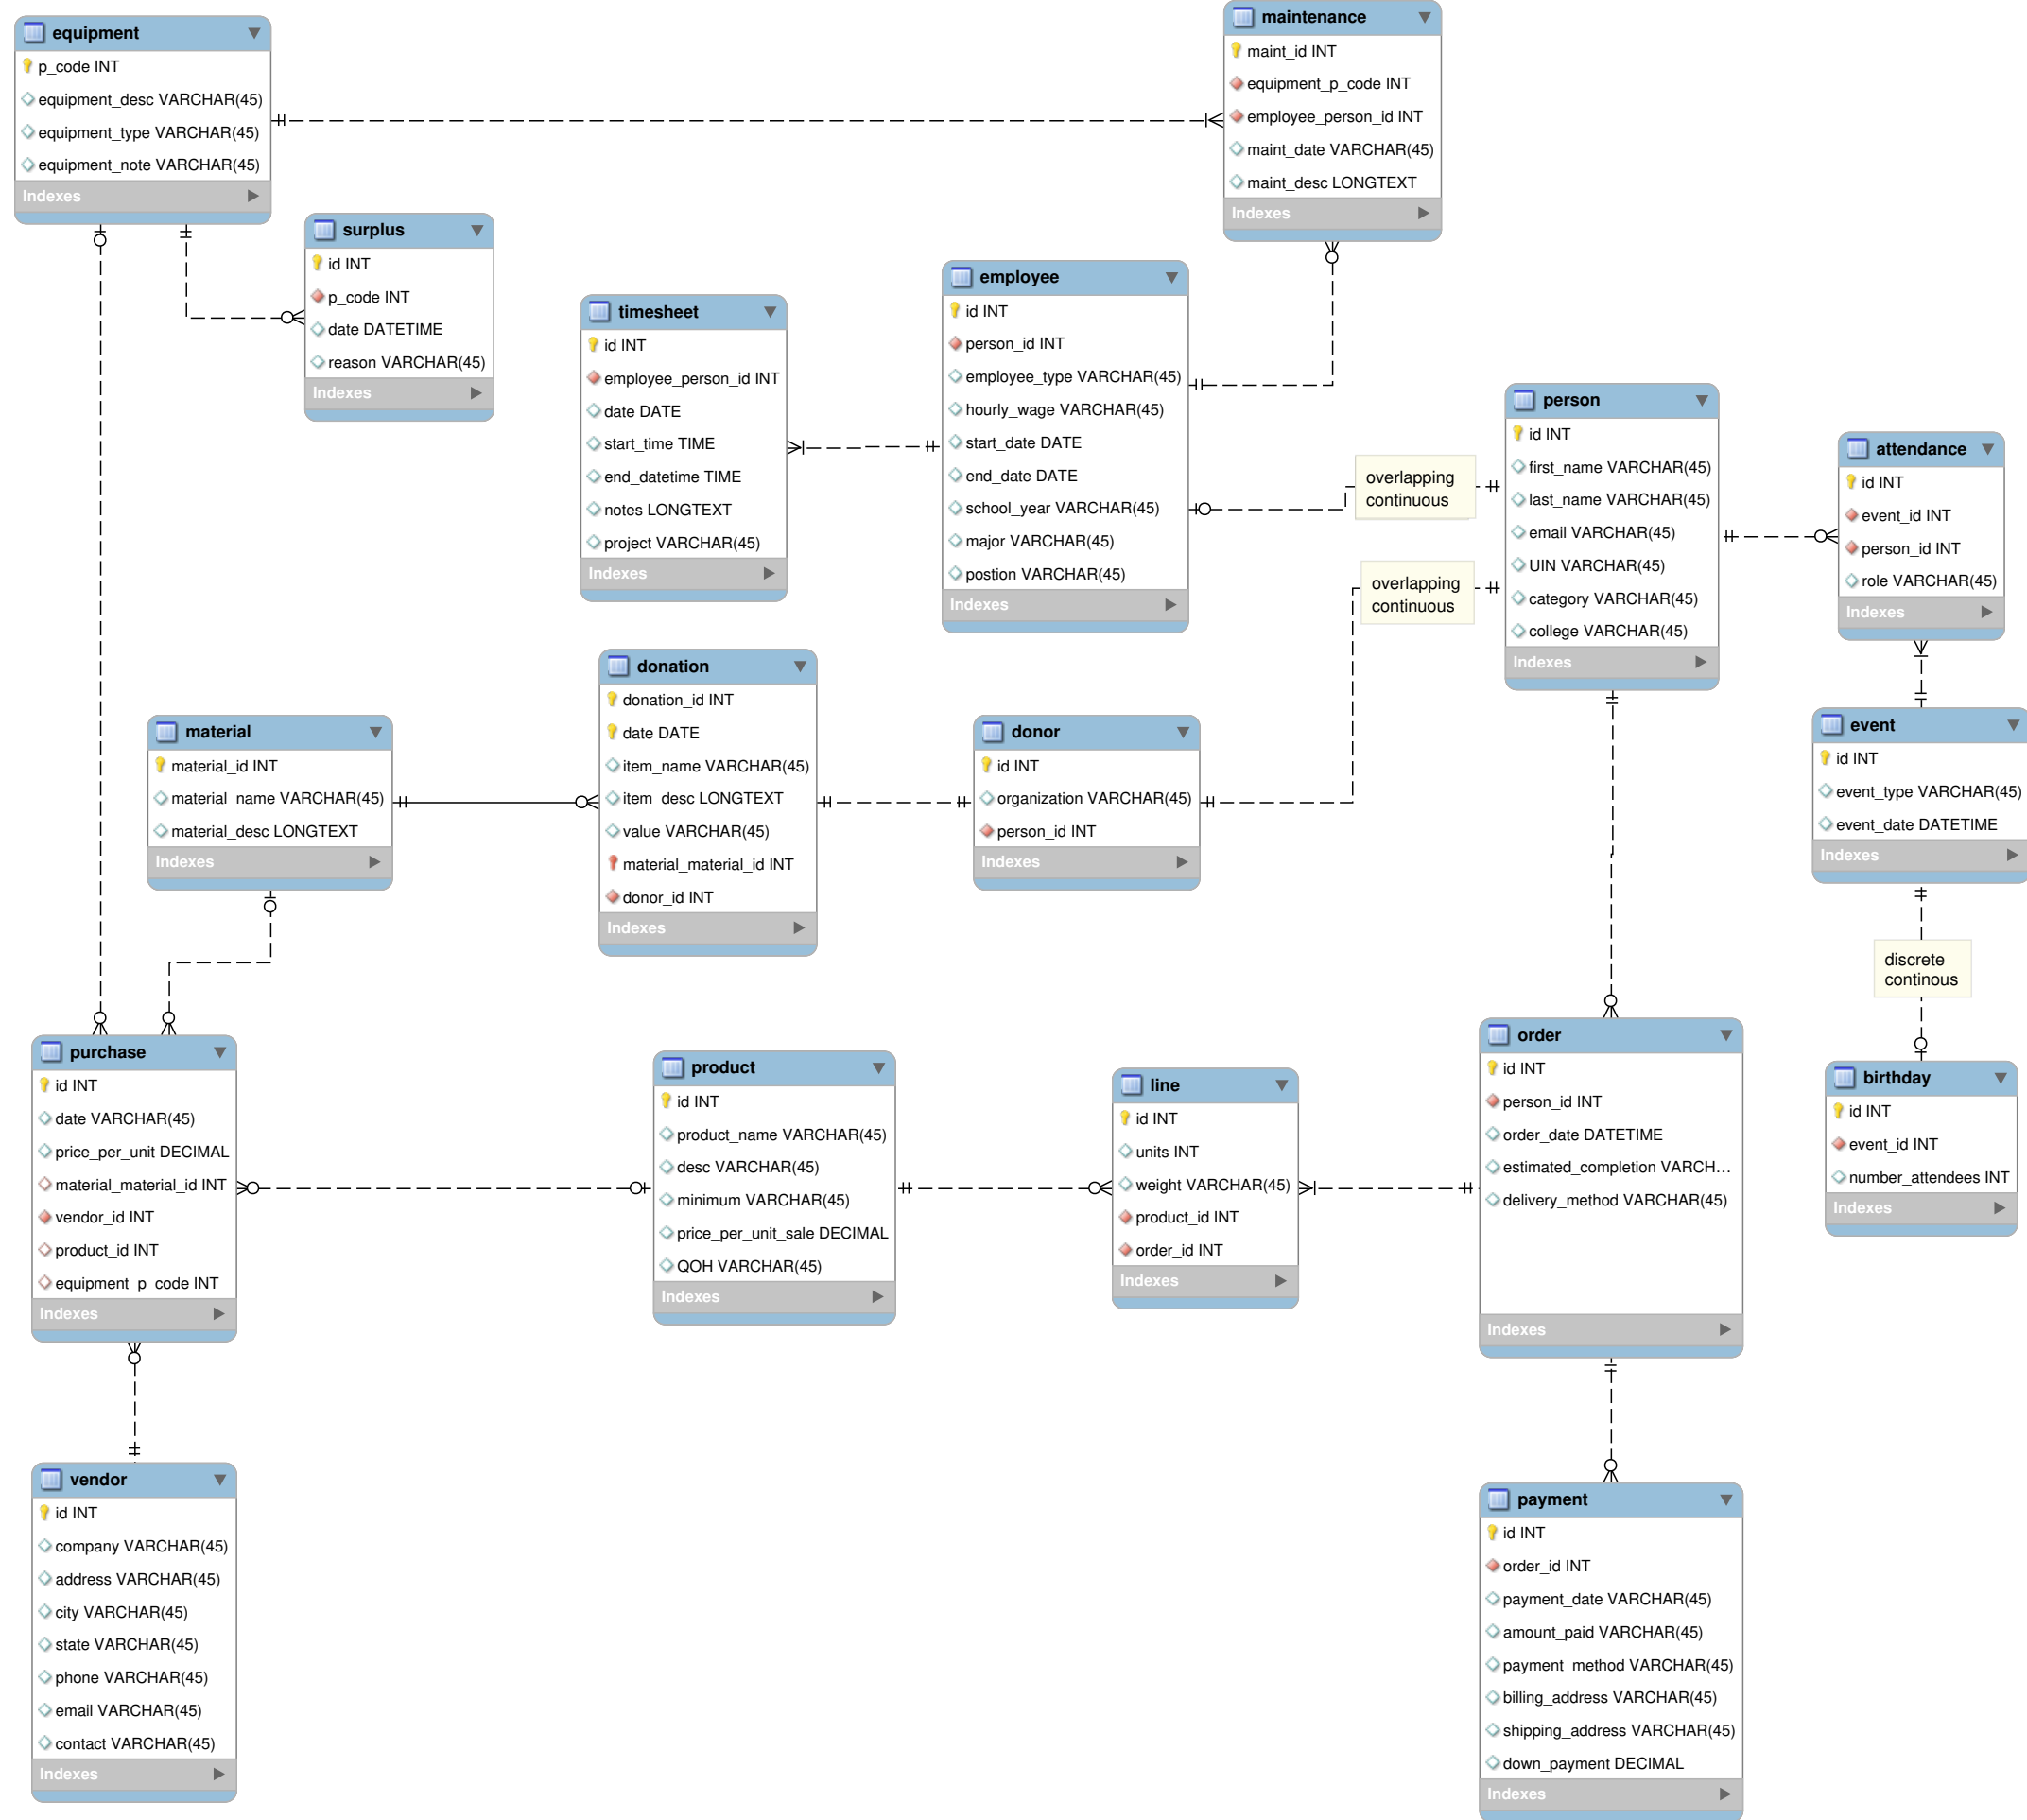 equipment
p_code INT
equipment_desc VARCHAR(45)
equipment_type VARCHAR(45)
equipment_note VARCHAR(45)
Indexes
maintenance
maint_id INT
equipment_p_code INT
employee_person_id INT
maint_date VARCHAR(45)
maint_desc LONGTEXT
Indexes
surplus
id INT
p_code INT
date DATETIME
reason VARCHAR(45)
Indexes
timesheet
id INT
employee_person_id INT
date DATE
start_time TIME
end_datetime TIME
notes LONGTEXT
project VARCHAR(45)
Indexes
employee
id INT
person_id INT
employee_type VARCHAR(45)
hourly_wage VARCHAR(45)
start_date DATE
end_date DATE
school_year VARCHAR(45)
major VARCHAR(45)
postion VARCHAR(45)
Indexes
overlapping
continuous
overlapping
continuous
person
id INT
first_name VARCHAR(45)
last_name VARCHAR(45)
email VARCHAR(45)
UIN VARCHAR(45)
category VARCHAR(45)
college VARCHAR(45)
Indexes
attendance
id INT
event_id INT
person_id INT
role VARCHAR(45)
Indexes
material
material_id INT
material_name VARCHAR(45)
material_desc LONGTEXT
Indexes
donation
donation_id INT
date DATE
item_name VARCHAR(45)
item_desc LONGTEXT
value VARCHAR(45)
material_material_id INT
donor_id INT
Indexes
donor
id INT
organization VARCHAR(45)
person_id INT
Indexes
event
id INT
event_type VARCHAR(45)
event_date DATETIME
Indexes
discrete
continous
purchase
id INT
date VARCHAR(45)
price_per_unit DECIMAL
material_material_id INT
vendor_id INT
product_id INT
equipment_p_code INT
Indexes
product
id INT
product_name VARCHAR(45)
desc VARCHAR(45)
minimum VARCHAR(45)
price_per_unit_sale DECIMAL
QOH VARCHAR(45)
Indexes
line
id INT
units INT
weight VARCHAR(45)
product_id INT
order_id INT
Indexes
order
id INT
person_id INT
order_date DATETIME
estimated_completion VARCH...
delivery_method VARCHAR(45)
Indexes
birthday
id INT
event_id INT
number_attendees INT
Indexes
vendor
id INT
company VARCHAR(45)
address VARCHAR(45)
city VARCHAR(45)
state VARCHAR(45)
phone VARCHAR(45)
email VARCHAR(45)
contact VARCHAR(45)
Indexes
payment
id INT
order_id INT
payment_date VARCHAR(45)
amount_paid VARCHAR(45)
payment_method VARCHAR(45)
billing_address VARCHAR(45)
shipping_address VARCHAR(45)
down_payment DECIMAL
Indexes